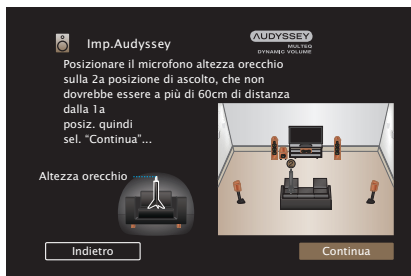 Imp.Audyssey
AUDYSSEY
MULTEQ
DYNAMIC VOLUME
Posizionare il microfono altezza orecchio
sulla 2a posizione di ascolto, che non
dovrebbe essere a più di 60cm di distanza
dalla 1a
posiz. quindi
sel. “Continua”...
Altezza orecchio
Indietro
Continua